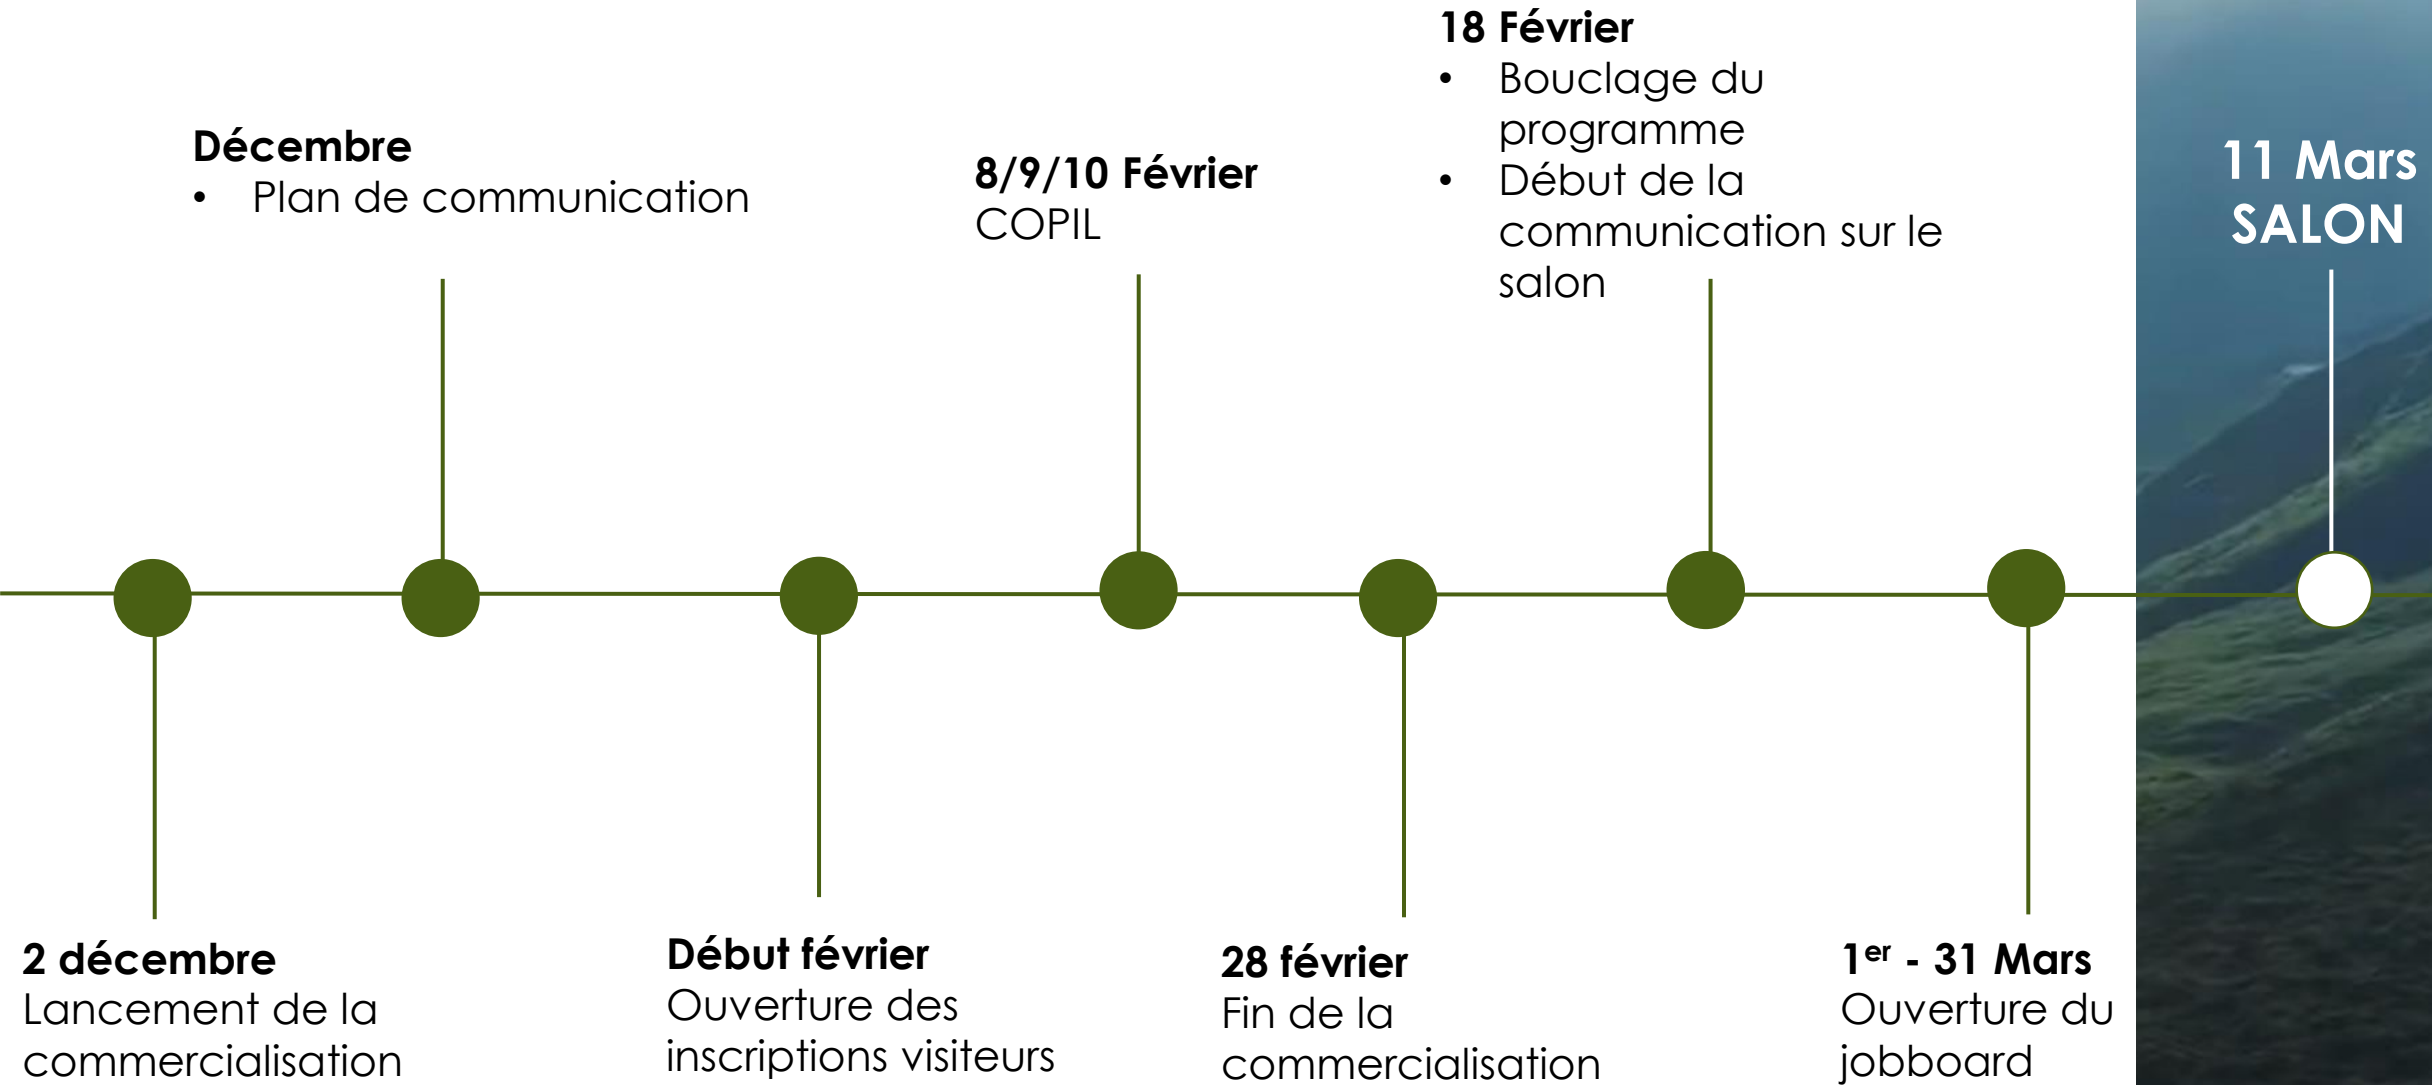 18 Février
• Bouclage du
programme
• Début de la
communication sur le
salon
Décembre
• Plan de communication
8/9/10 Février
COPIL
11 Mars
SALON
2 décembre
Lancement de la
commercialisation
Début février
Ouverture des
inscriptions visiteurs
28 février
Fin de la
commercialisation
1er - 31 Mars
Ouverture du
jobboard